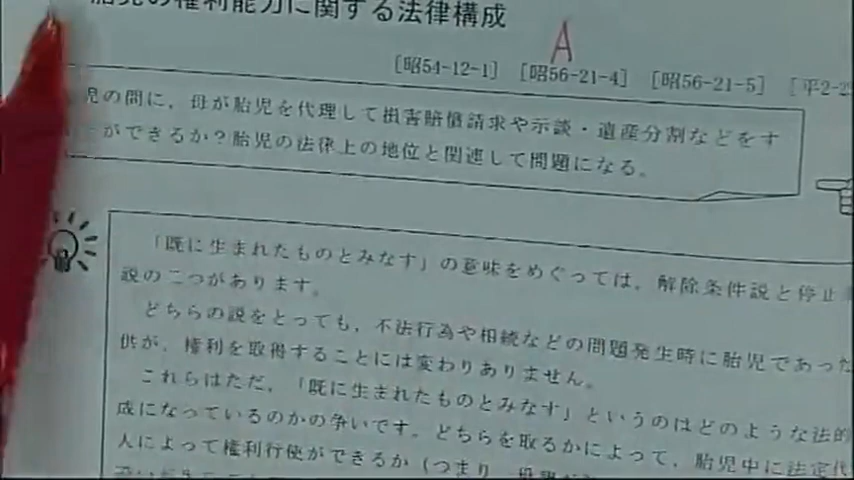 胎児の権利能力に関する法律構成
A
[昭54-12-1] [昭56-21-4] [昭56-21-5] [平2-2
児の間に，母が胎児を代理して損害賠償請求や示談・遺産分割などをす
ができるか？胎児の法律上の地位と関連して問題になる。
「既に生まれたものとみなす」の意味をめぐっては，解除条件説と停止
説の二つがあります。
どちらの説をとっても，不法行為や相続などの問題発生時に胎児であった
供が，権利を取得することには変わりありません。
これらはただ，「既に生まれたものとみなす」というのはどのような法的
成になっているのかの争いです。どちらを取るかによって，胎児中に法定代
人によって権利行使ができるか（つまり，母親が